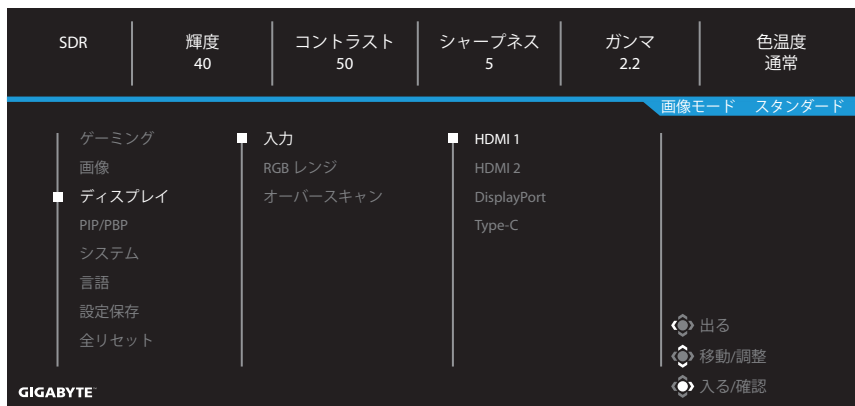 SDR
輝度
40
コントラスト
50
シャープネス
5
ガンマ
2.2
色温度
通常
画像モード スタンダード
ゲーミング
画像
ディスプレイ
PIP/PBP
システム
言語
設定保存
全リセット
入力
RGB レンジ
オーバースキャン
HDMI 1
HDMI 2
DisplayPort
Type-C
出る
移動/調整
入る/確認
GIGABYTE™